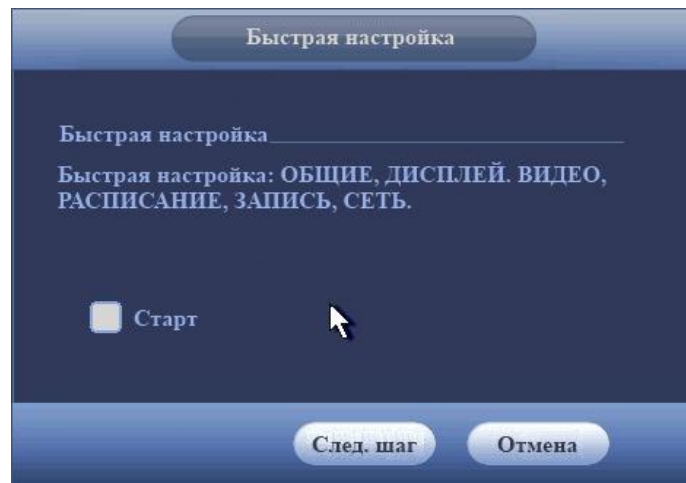 Быстрая настройка
Быстрая настройка
Быстрая настройка: ОБЩИЕ, ДИСПЛЕЙ. ВИДЕО,
РАСПИСАНИЕ, ЗАПИСЬ, СЕТЬ.
Старт
След. шаг Отмена